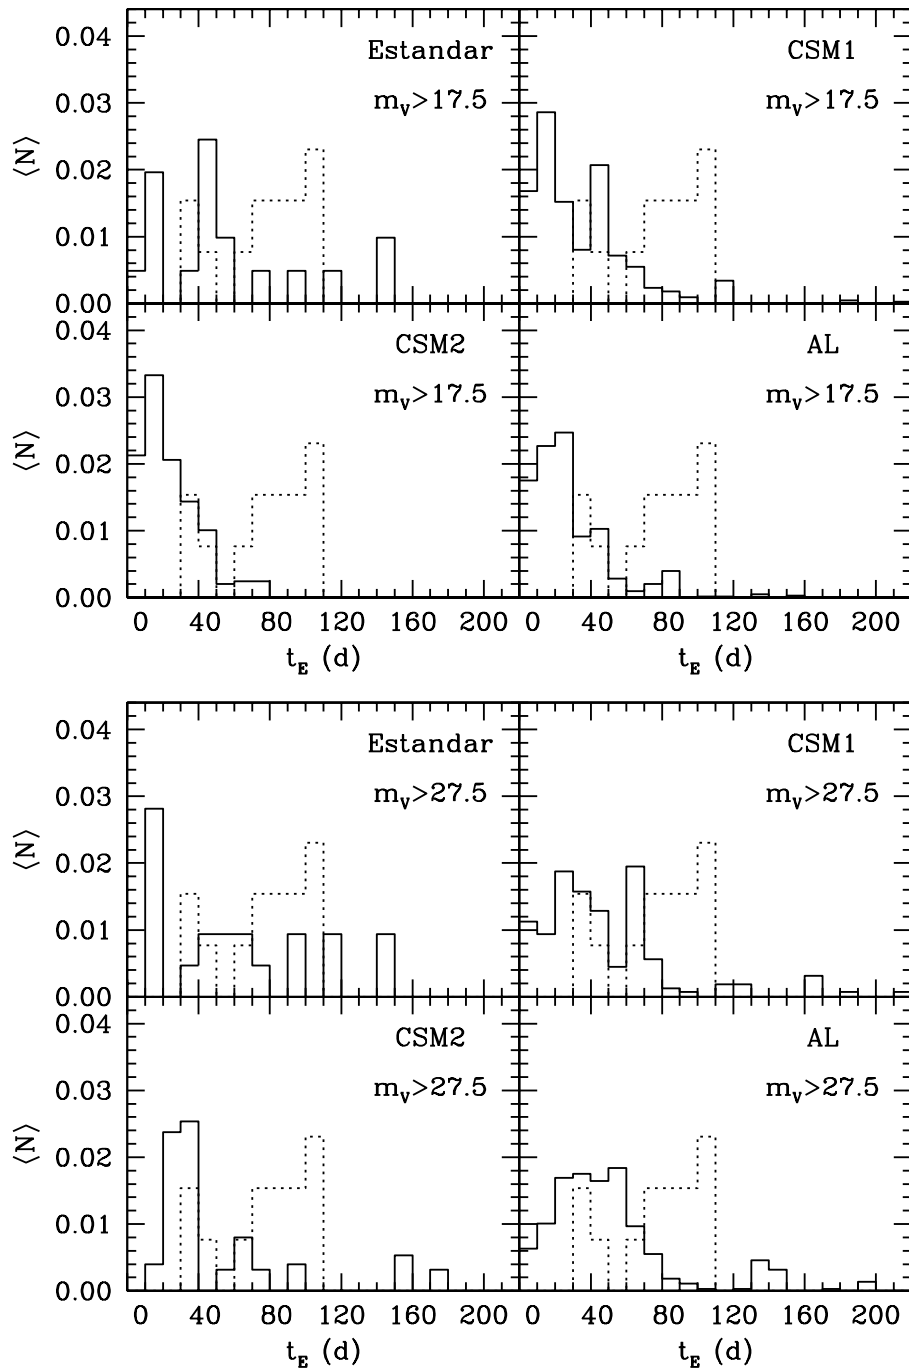 0.04 Estandar CSM1
0.03 m_V>17.5 m_V>17.5
⟨N⟩
0.02
0.01
0.00
0.04 CSM2 AL
0.03 m_V>17.5 m_V>17.5
⟨N⟩
0.02
0.01
0.00
0 40 80 120 160 200 0 40 80 120 160 200
t_E (d) t_E (d)
0.04 Estandar CSM1
0.03 m_V>27.5 m_V>27.5
⟨N⟩
0.02
0.01
0.00
0.04 CSM2 AL
0.03 m_V>27.5 m_V>27.5
⟨N⟩
0.02
0.01
0.00
0 40 80 120 160 200 0 40 80 120 160 200
t_E (d) t_E (d)